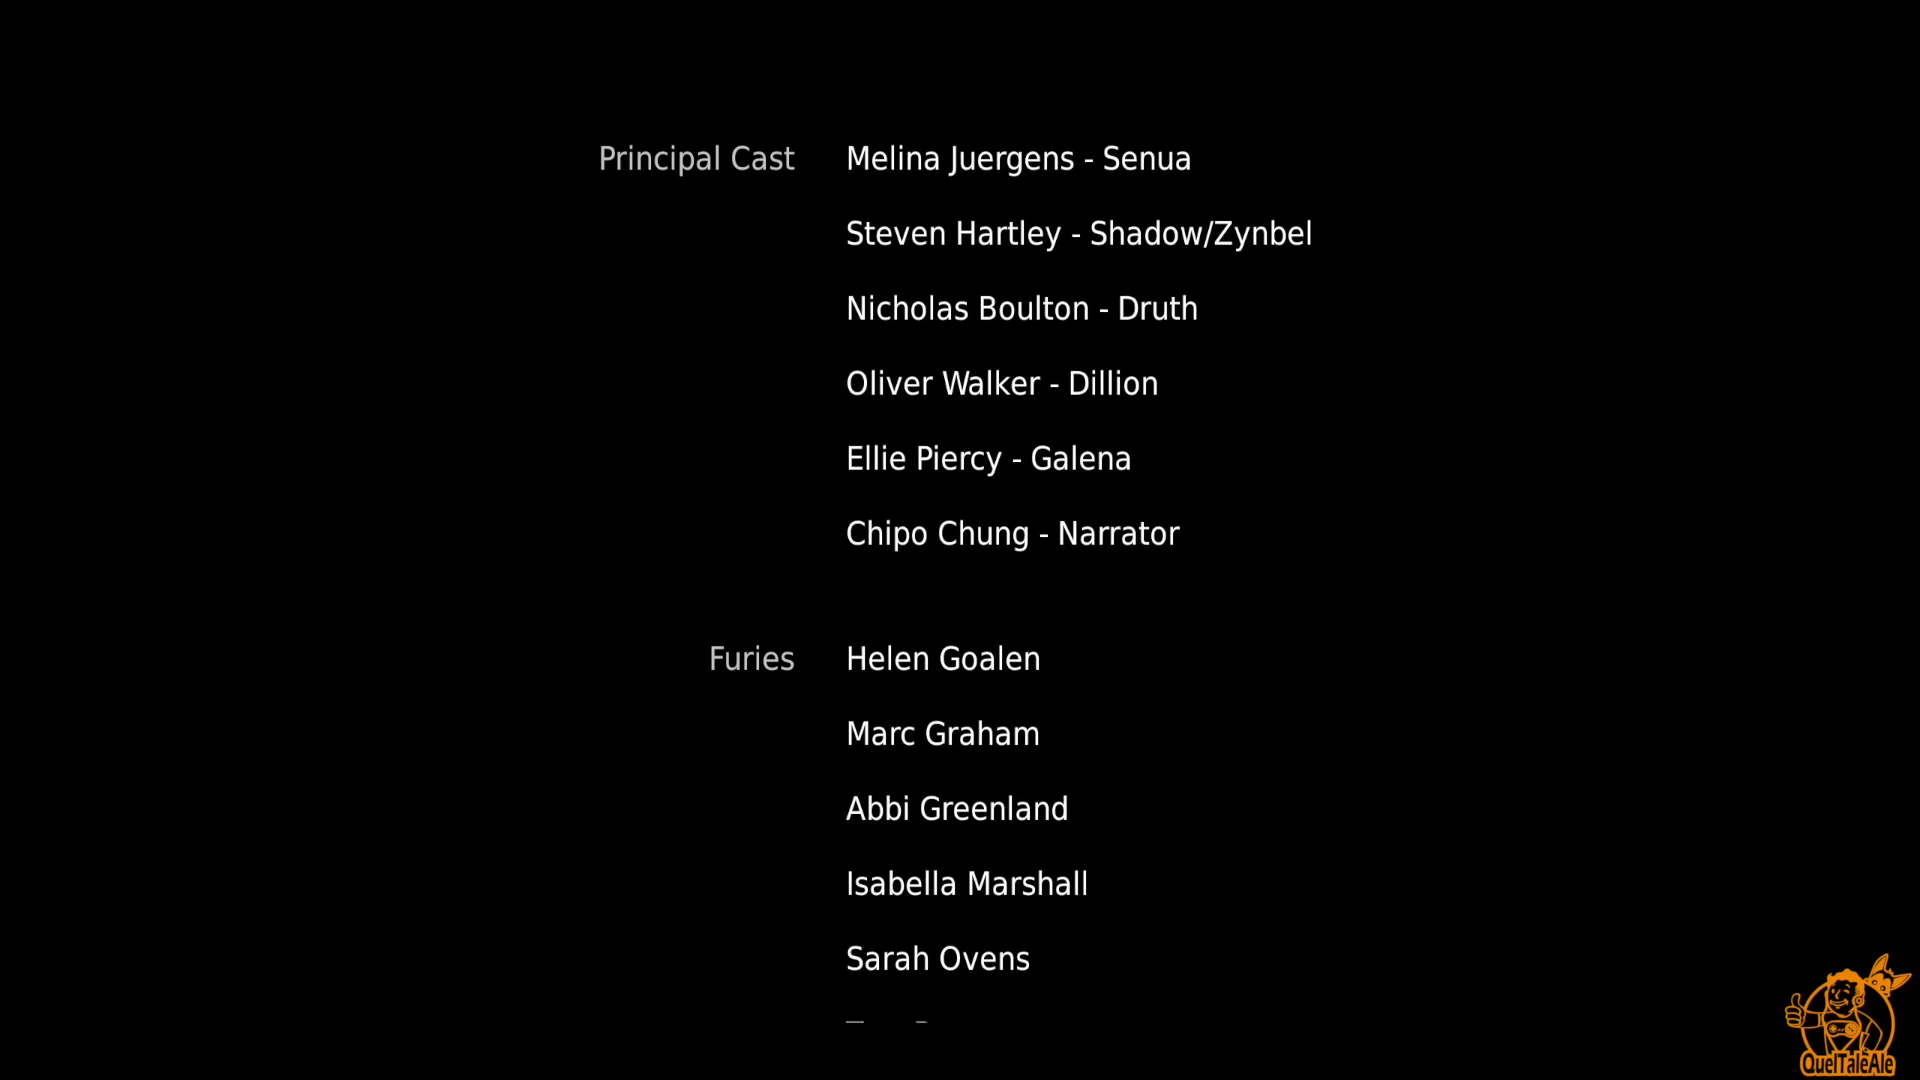 Principal Cast Melina Juergens - Senua
Steven Hartley - Shadow/Zynbel
Nicholas Boulton - Druth
Oliver Walker - Dillion
Ellie Piercy - Galena
Chipo Chung - Narrator
Furies Helen Goalen
Marc Graham
Abbi Greenland
Isabella Marshall
Sarah Ovens
QuelTaleAle